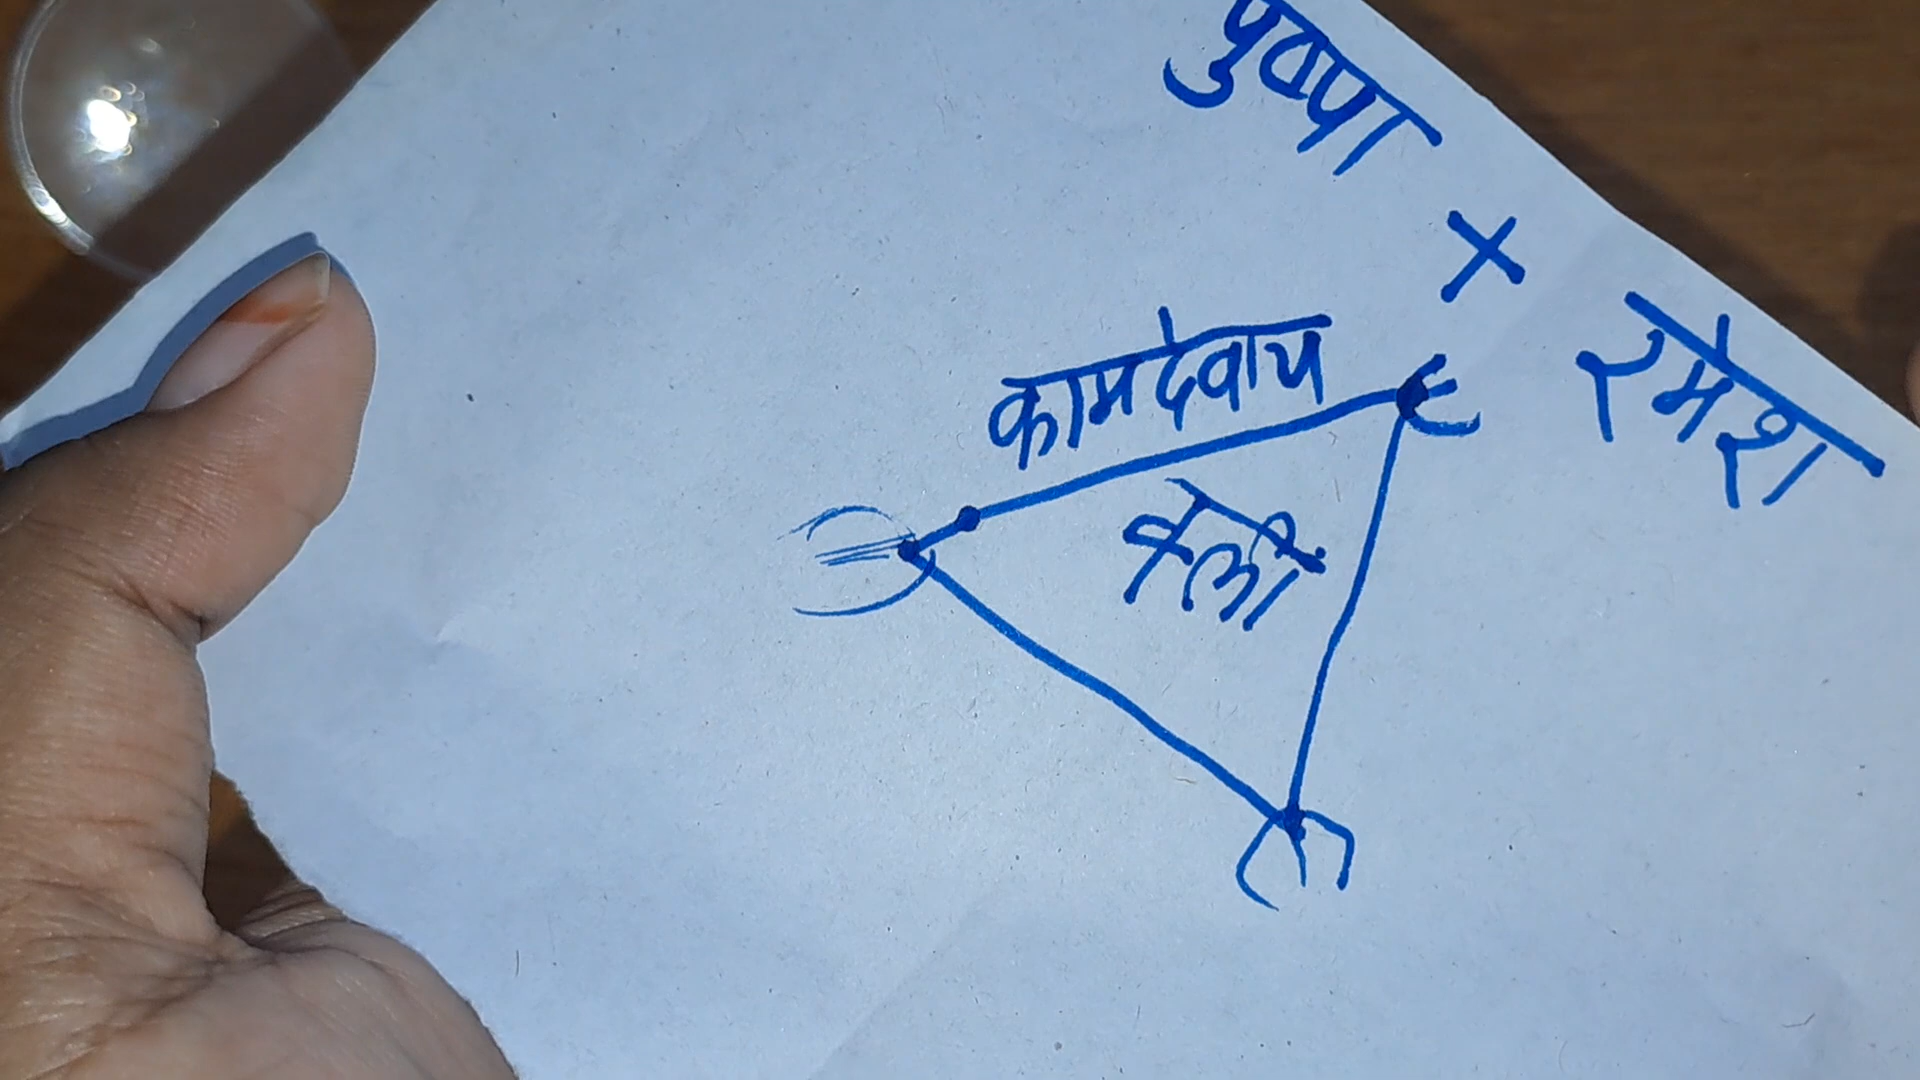 पुष्पा
+
रमेश
कामदेवाय
क्लीं